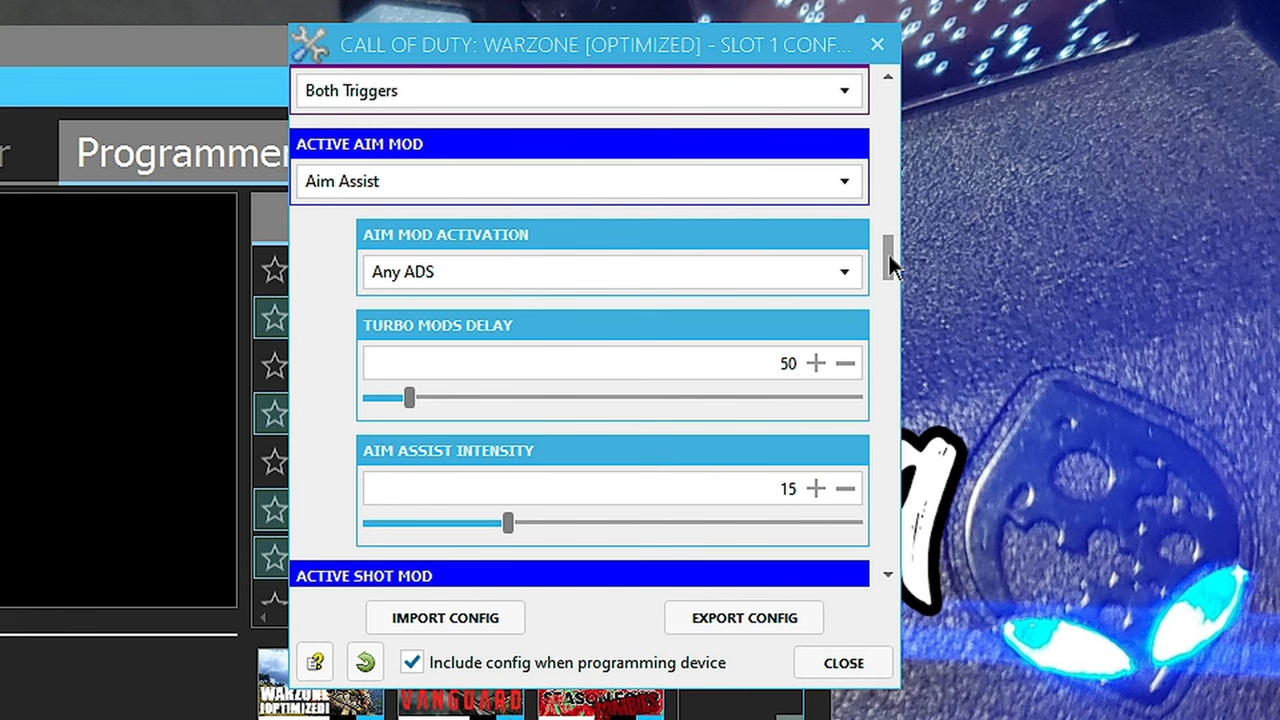 CALL OF DUTY: WARZONE [OPTIMIZED] - SLOT 1 CONF...
Both Triggers
Programmer
ACTIVE AIM MOD
Aim Assist
AIM MOD ACTIVATION
Any ADS
TURBO MODS DELAY
50
AIM ASSIST INTENSITY
15
ACTIVE SHOT MOD
IMPORT CONFIG
EXPORT CONFIG
Include config when programming device
CLOSE
WARZONE
[OPTIMIZED]
VANGUARD